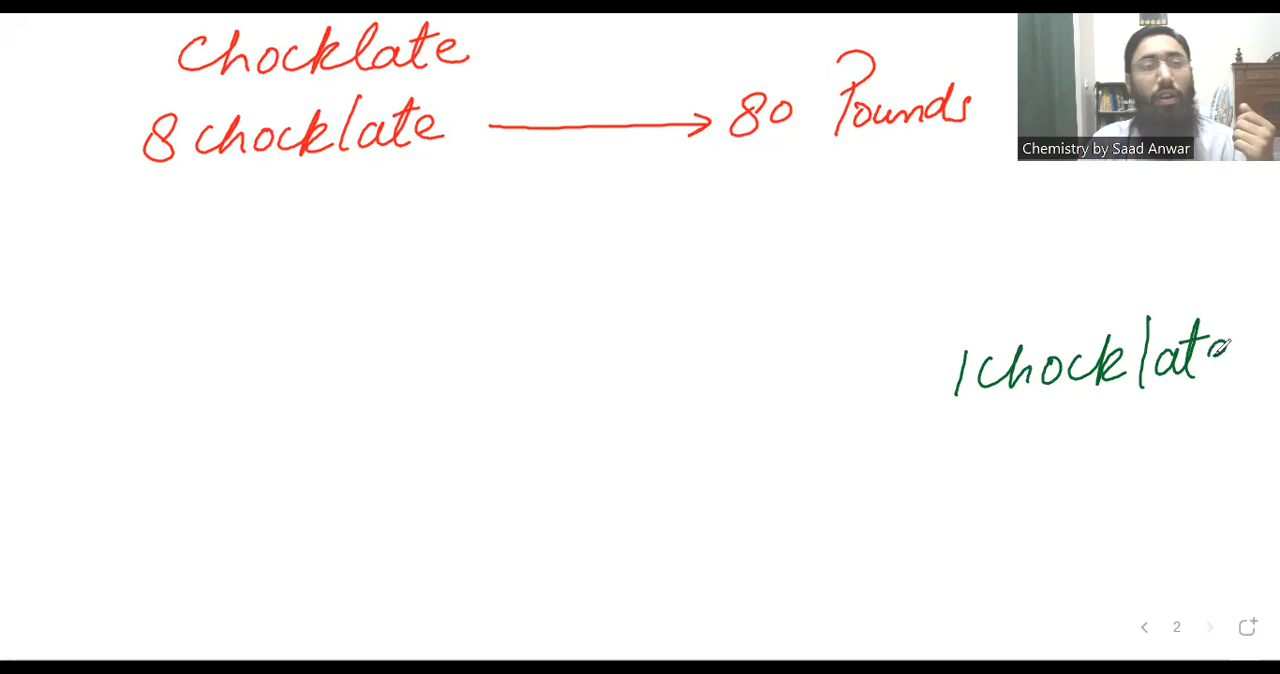 Chocklate
8 chocklate → 80 Pounds
Chemistry by Saad Anwar
1 chocklate
2